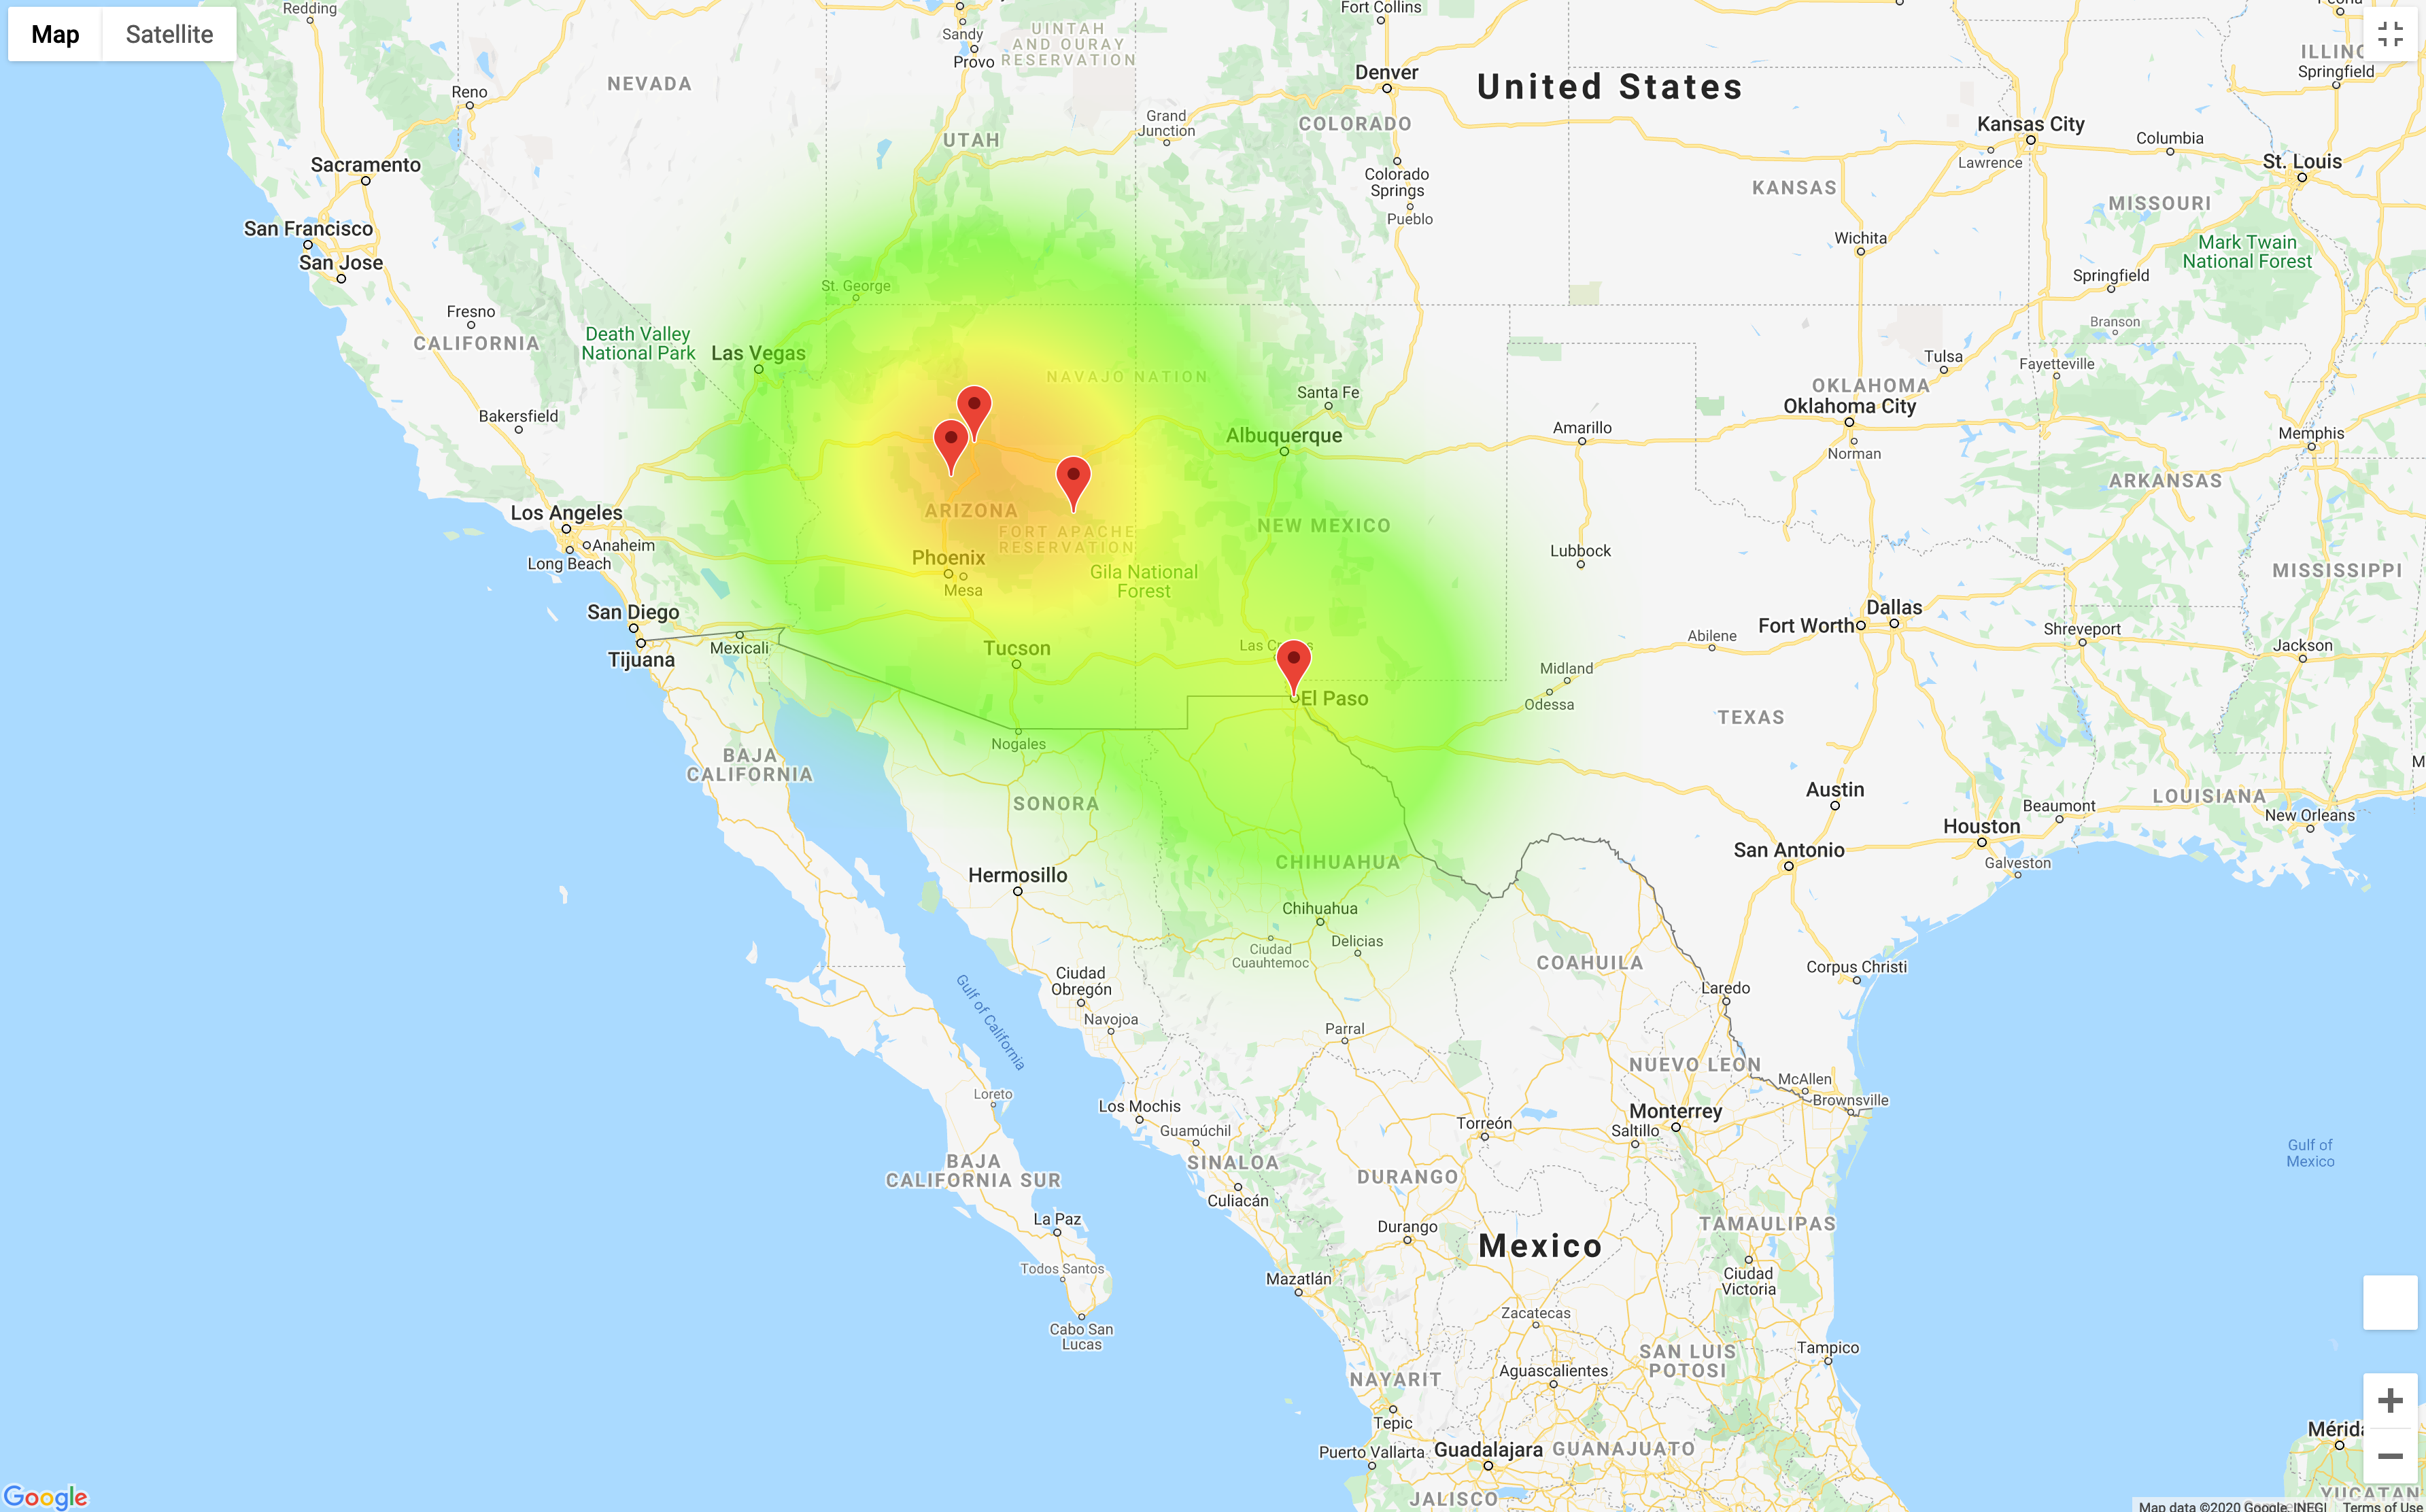 Map
Satellite
Redding
Sandy
Provo
UINTAH
AND OURAY
RESERVATION
Fort Collins
Denver
United States
COLORADO
ILLINO
Springfield
NEVADA
Reno
UTAH
Grand
Junction
Colorado
Springs
Pueblo
Kansas City
Lawrence
Columbia
St. Louis
KANSAS
MISSOURI
Sacramento
San Francisco
San Jose
Wichita
Mark Twain
National Forest
Springfield
St. George
Fresno
CALIFORNIA
Death Valley
National Park
Las Vegas
NAVAJO NATION
Santa Fe
Branson
Tulsa
Fayetteville
OKLAHOMA
Oklahoma City
Bakersfield
Albuquerque
Amarillo
Norman
Memphis
ARKANSAS
Los Angeles
Anaheim
Long Beach
ARIZONA
FORT APACHE
RESERVATION
NEW MEXICO
Phoenix
Mesa
Gila National
Forest
Lubbock
MISSISSIPPI
San Diego
Tijuana
Mexicali
Tucson
Las Cruces
El Paso
Abilene
Fort Worth
Dallas
Shreveport
Jackson
Midland
Odessa
TEXAS
Nogales
BAJA
CALIFORNIA
SONORA
Austin
Beaumont
LOUISIANA
New Orleans
Houston
San Antonio
Galveston
Hermosillo
CHIHUAHUA
Chihuahua
Delicias
Ciudad
Cuauhtemoc
COAHUILA
Corpus Christi
Laredo
Ciudad
Obregón
Navojoa
Gulf of California
Parral
NUEVO LEON
McAllen
Brownsville
Loreto
Los Mochis
Guamúchil
Torreón
Monterrey
Saltillo
Gulf of
Mexico
BAJA
CALIFORNIA SUR
SINALOA
Culiacán
DURANGO
La Paz
Durango
Mexico
TAMAULIPAS
Todos Santos
Mazatlán
Ciudad
Victoria
Cabo San
Lucas
Zacatecas
SAN LUIS
POTOSI
Tampico
Aguascalientes
NAYARIT
Tepic
Puerto Vallarta
Guadalajara
GUANAJUATO
Mérida
JALISCO
YUCATAN
Google
Map data ©2020 Google, INEGI
Terms of Use